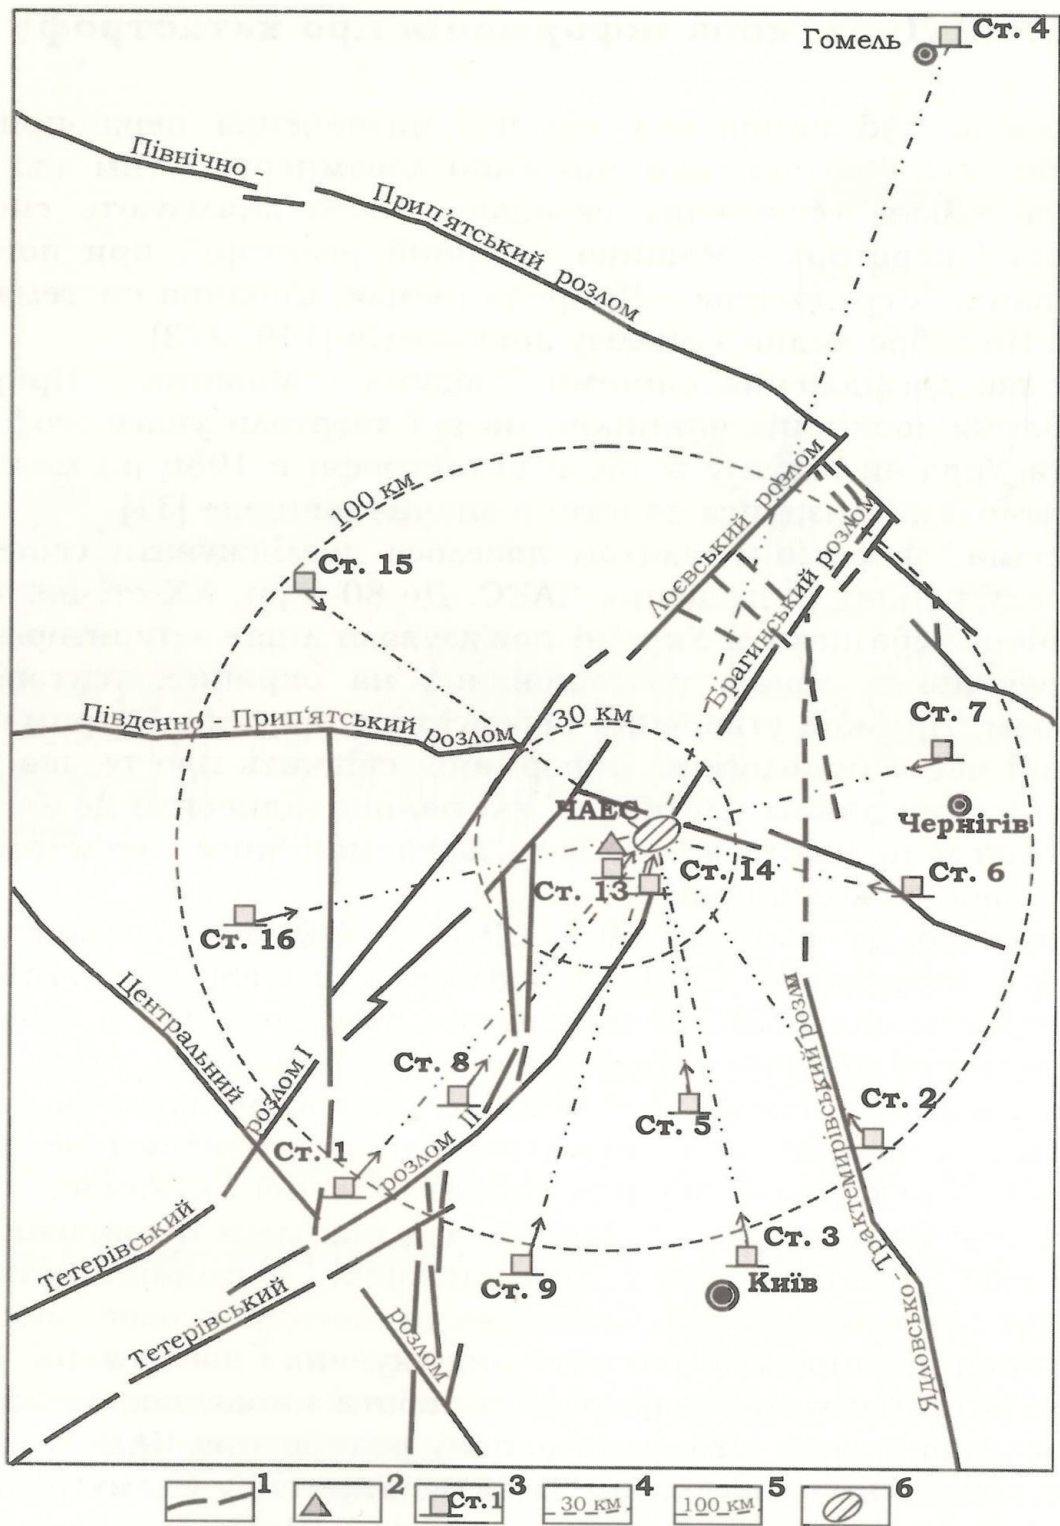 Гомель
Ст. 4
Північно -
Прип'ятський розлом
100 км
Ст. 15
Лоєвський розлом
Брагинський розлом
Південно - Прип'ятський розлом
30 км
Ст. 7
Чернігів
ЧАЕС
Ст. 13
Ст. 14
Ст. 6
Ст. 16
Центральний
розлом
Ст. 8
Ст. 5
Ст. 2
Ядловсько - Трактемирівський розлом
Ст. 1
Тетерівський розлом I
Тетерівський розлом II
Ст. 9
Ст. 3
Київ
1
2
3
Ст.1
4
30 км
5
100 км
6